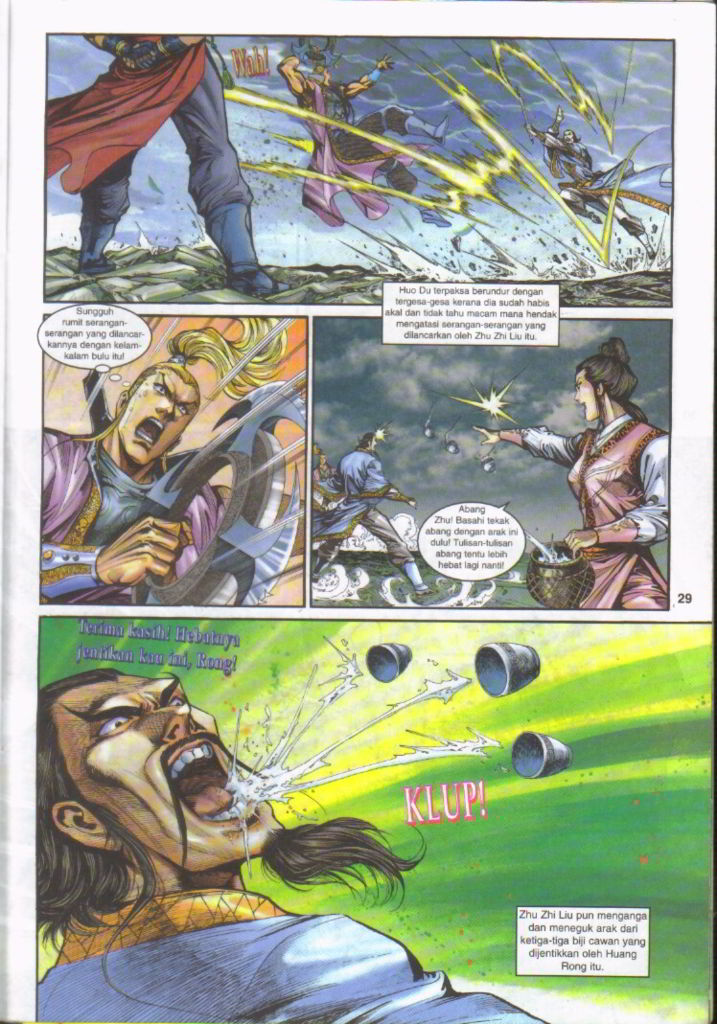 Wah!
Huo Du terpaksa berundur dengan
tergesa-gesa kerana dia sudah habis
akal dan tidak tahu macam mana hendak
mengatasi serangan-serangan yang
dilancarkan oleh Zhu Zhi Liu itu.
Sungguh
rumit serangan-
serangan yang dilancar-
kannya dengan kelam-
kalam bulu itu!
Abang
Zhu! Basahi tekak
abang dengan arak ini
dulu! Tulisan-tulisan
abang tentu lebih
hebat lagi nanti!
29
Terima kasih! Hebatnya
jentikan kau ini, Rong!
KLUP!
Zhu Zhi Liu pun menganga
dan meneguk arak dari
ketiga-tiga biji cawan yang
dijentikkan oleh Huang
Rong itu.